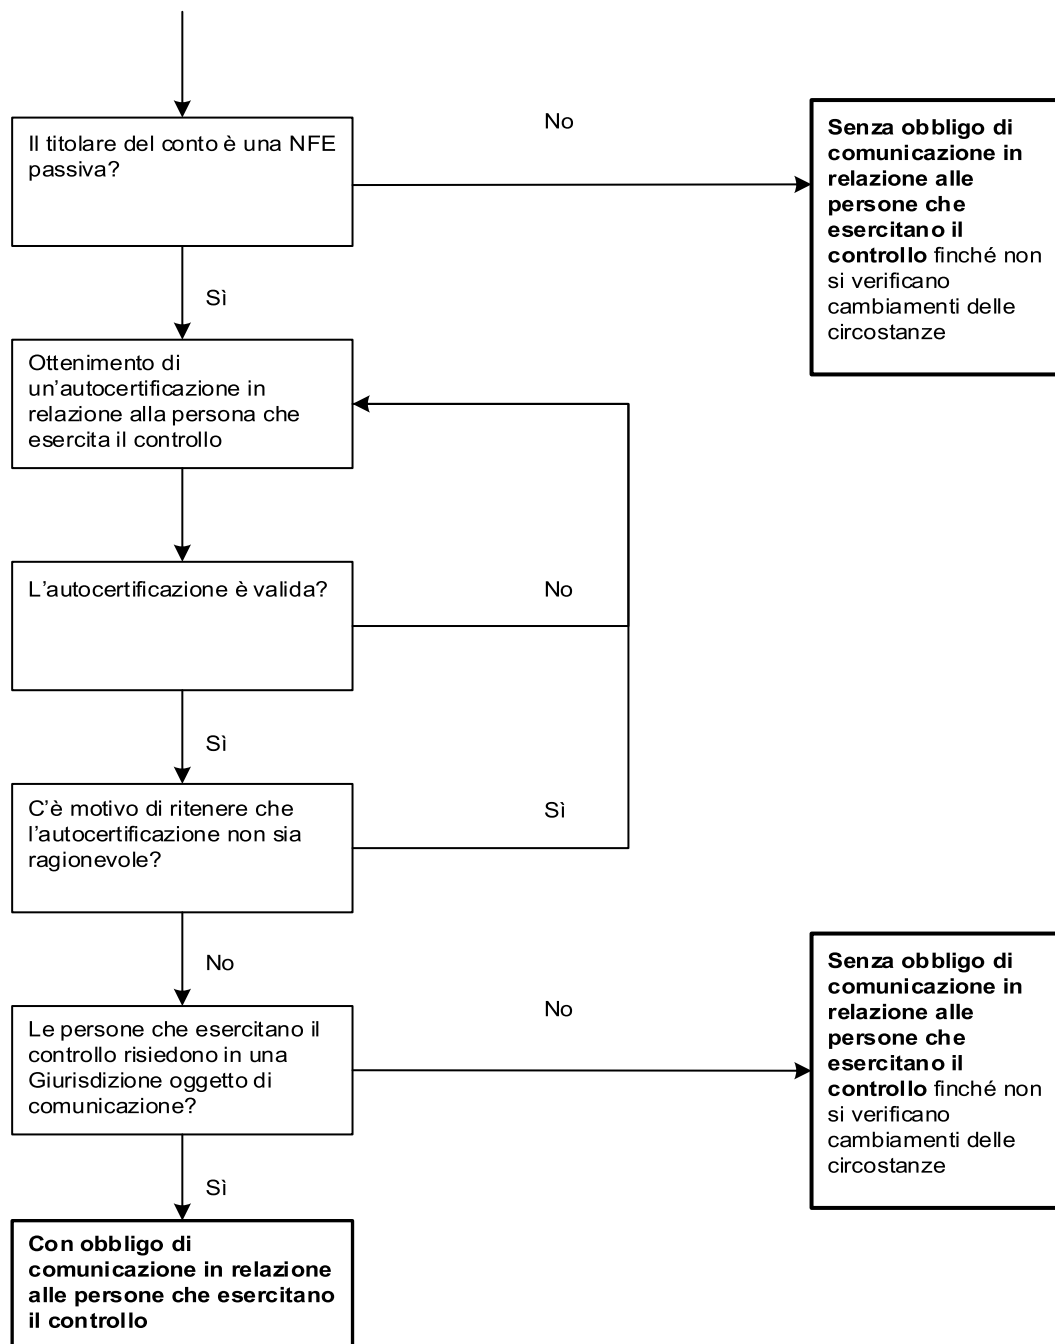 No
Il titolare del conto è una NFE
passiva?
Senza obbligo di
comunicazione in
relazione alle
persone che
esercitano il
controllo finché non
si verificano
cambiamenti delle
circostanze
Sì
Ottenimento di
un'autocertificazione in
relazione alla persona che
esercita il controllo
L'autocertificazione è valida?
No
Sì
C'è motivo di ritenere che
l'autocertificazione non sia
ragionevole?
Sì
No
Le persone che esercitano il
controllo risiedono in una
Giurisdizione oggetto di
comunicazione?
No
Senza obbligo di
comunicazione in
relazione alle
persone che
esercitano il
controllo finché non
si verificano
cambiamenti delle
circostanze
Sì
Con obbligo di
comunicazione in relazione
alle persone che esercitano
il controllo